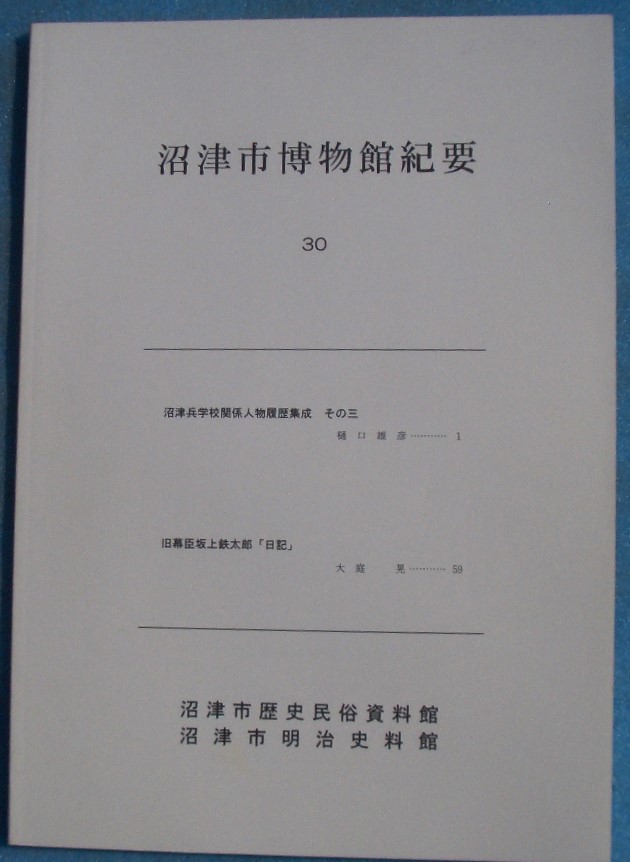 沼津市博物館紀要
30
沼津兵学校関係人物履歴集成　その三
樋口雄彦………… 1
旧幕臣坂上鉄太郎「日記」
大庭　晃………… 59
沼津市歴史民俗資料館
沼津市明治史料館